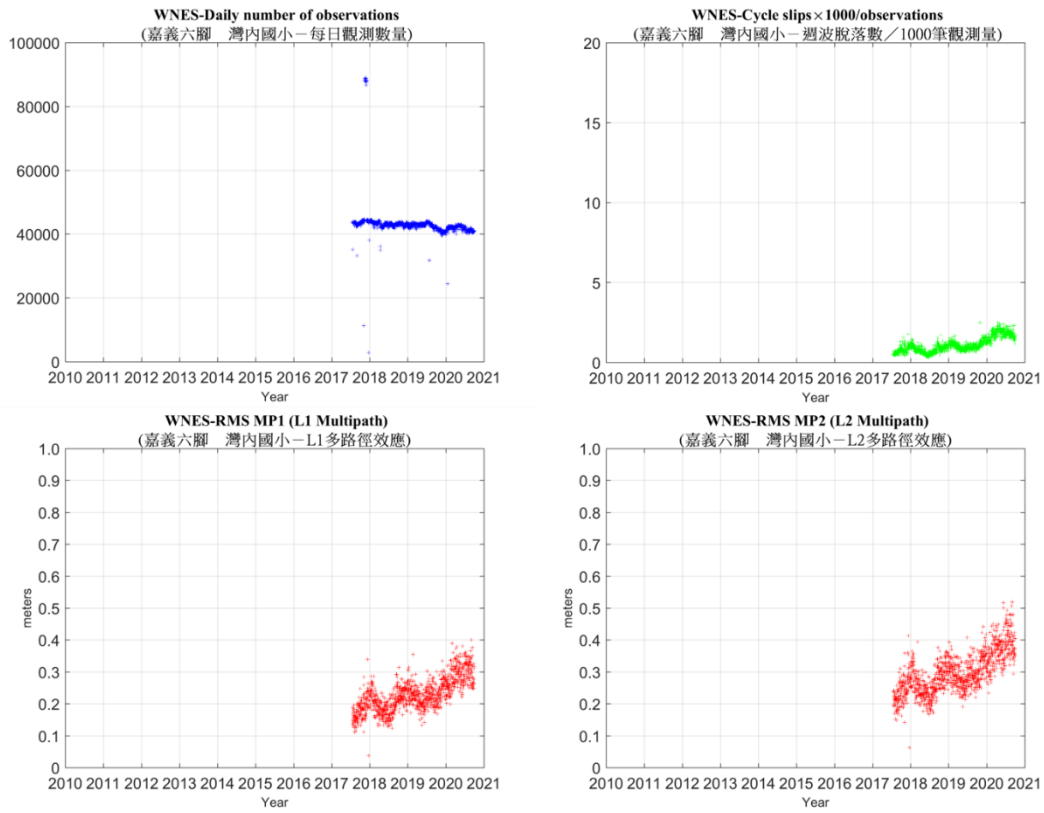 WNES-Daily number of observations
(嘉義六腳　灣內國小－每日觀測數量)
100000
80000
60000
40000
20000
0
2010 2011 2012 2013 2014 2015 2016 2017 2018 2019 2020 2021
Year
WNES-Cycle slips×1000/observations
(嘉義六腳　灣內國小－週波脫落數／1000筆觀測量)
20
15
10
5
0
2010 2011 2012 2013 2014 2015 2016 2017 2018 2019 2020 2021
Year
WNES-RMS MP1 (L1 Multipath)
(嘉義六腳　灣內國小－L1多路徑效應)
meters
1.0
0.9
0.8
0.7
0.6
0.5
0.4
0.3
0.2
0.1
0
2010 2011 2012 2013 2014 2015 2016 2017 2018 2019 2020 2021
Year
WNES-RMS MP2 (L2 Multipath)
(嘉義六腳　灣內國小－L2多路徑效應)
meters
1.0
0.9
0.8
0.7
0.6
0.5
0.4
0.3
0.2
0.1
0
2010 2011 2012 2013 2014 2015 2016 2017 2018 2019 2020 2021
Year